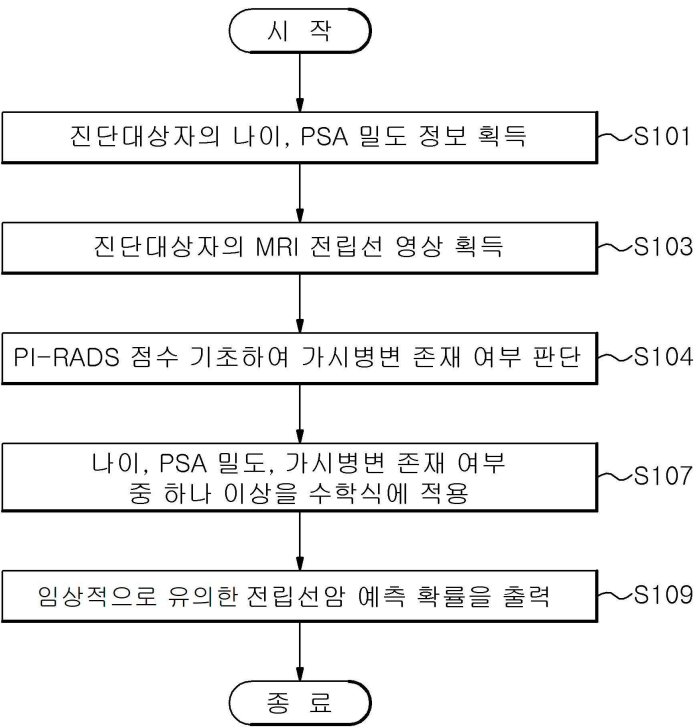 시 작
진단대상자의 나이, PSA 밀도 정보 획득 S101
진단대상자의 MRI 전립선 영상 획득 S103
PI-RADS 점수 기초하여 가시병변 존재 여부 판단 S104
나이, PSA 밀도, 가시병변 존재 여부
중 하나 이상을 수학식에 적용 S107
임상적으로 유의한 전립선암 예측 확률을 출력 S109
종 료